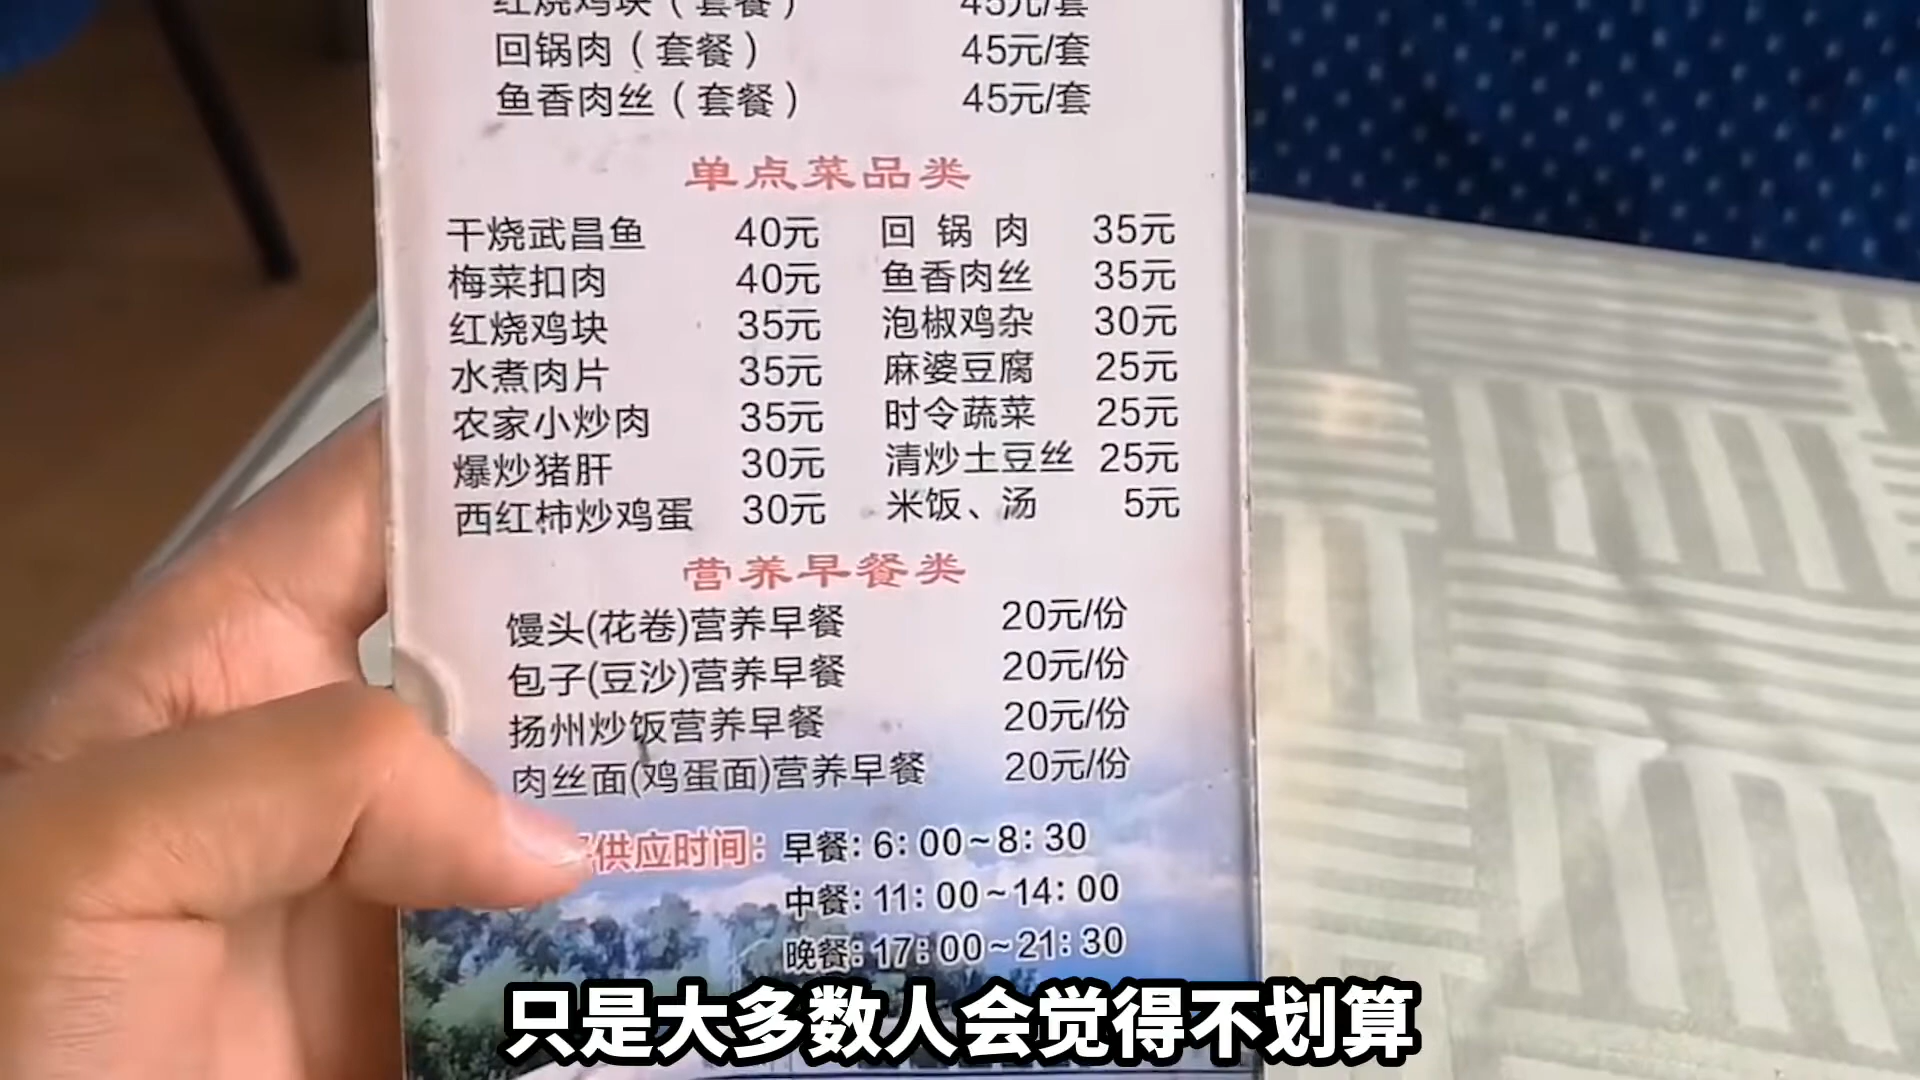 红烧鸡块（套餐） 45元/套
回锅肉（套餐） 45元/套
鱼香肉丝（套餐） 45元/套
单点菜品类
干烧武昌鱼 40元 回锅肉 35元
梅菜扣肉 40元 鱼香肉丝 35元
红烧鸡块 35元 泡椒鸡杂 30元
水煮肉片 35元 麻婆豆腐 25元
农家小炒肉 35元 时令蔬菜 25元
爆炒猪肝 30元 清炒土豆丝 25元
西红柿炒鸡蛋 30元 米饭、汤 5元
营养早餐类
馒头(花卷)营养早餐 20元/份
包子(豆沙)营养早餐 20元/份
扬州炒饭营养早餐 20元/份
肉丝面(鸡蛋面)营养早餐 20元/份
供应时间：早餐：6：00~8：30
中餐：11：00~14：00
晚餐：17：00~21：30
只是大多数人会觉得不划算